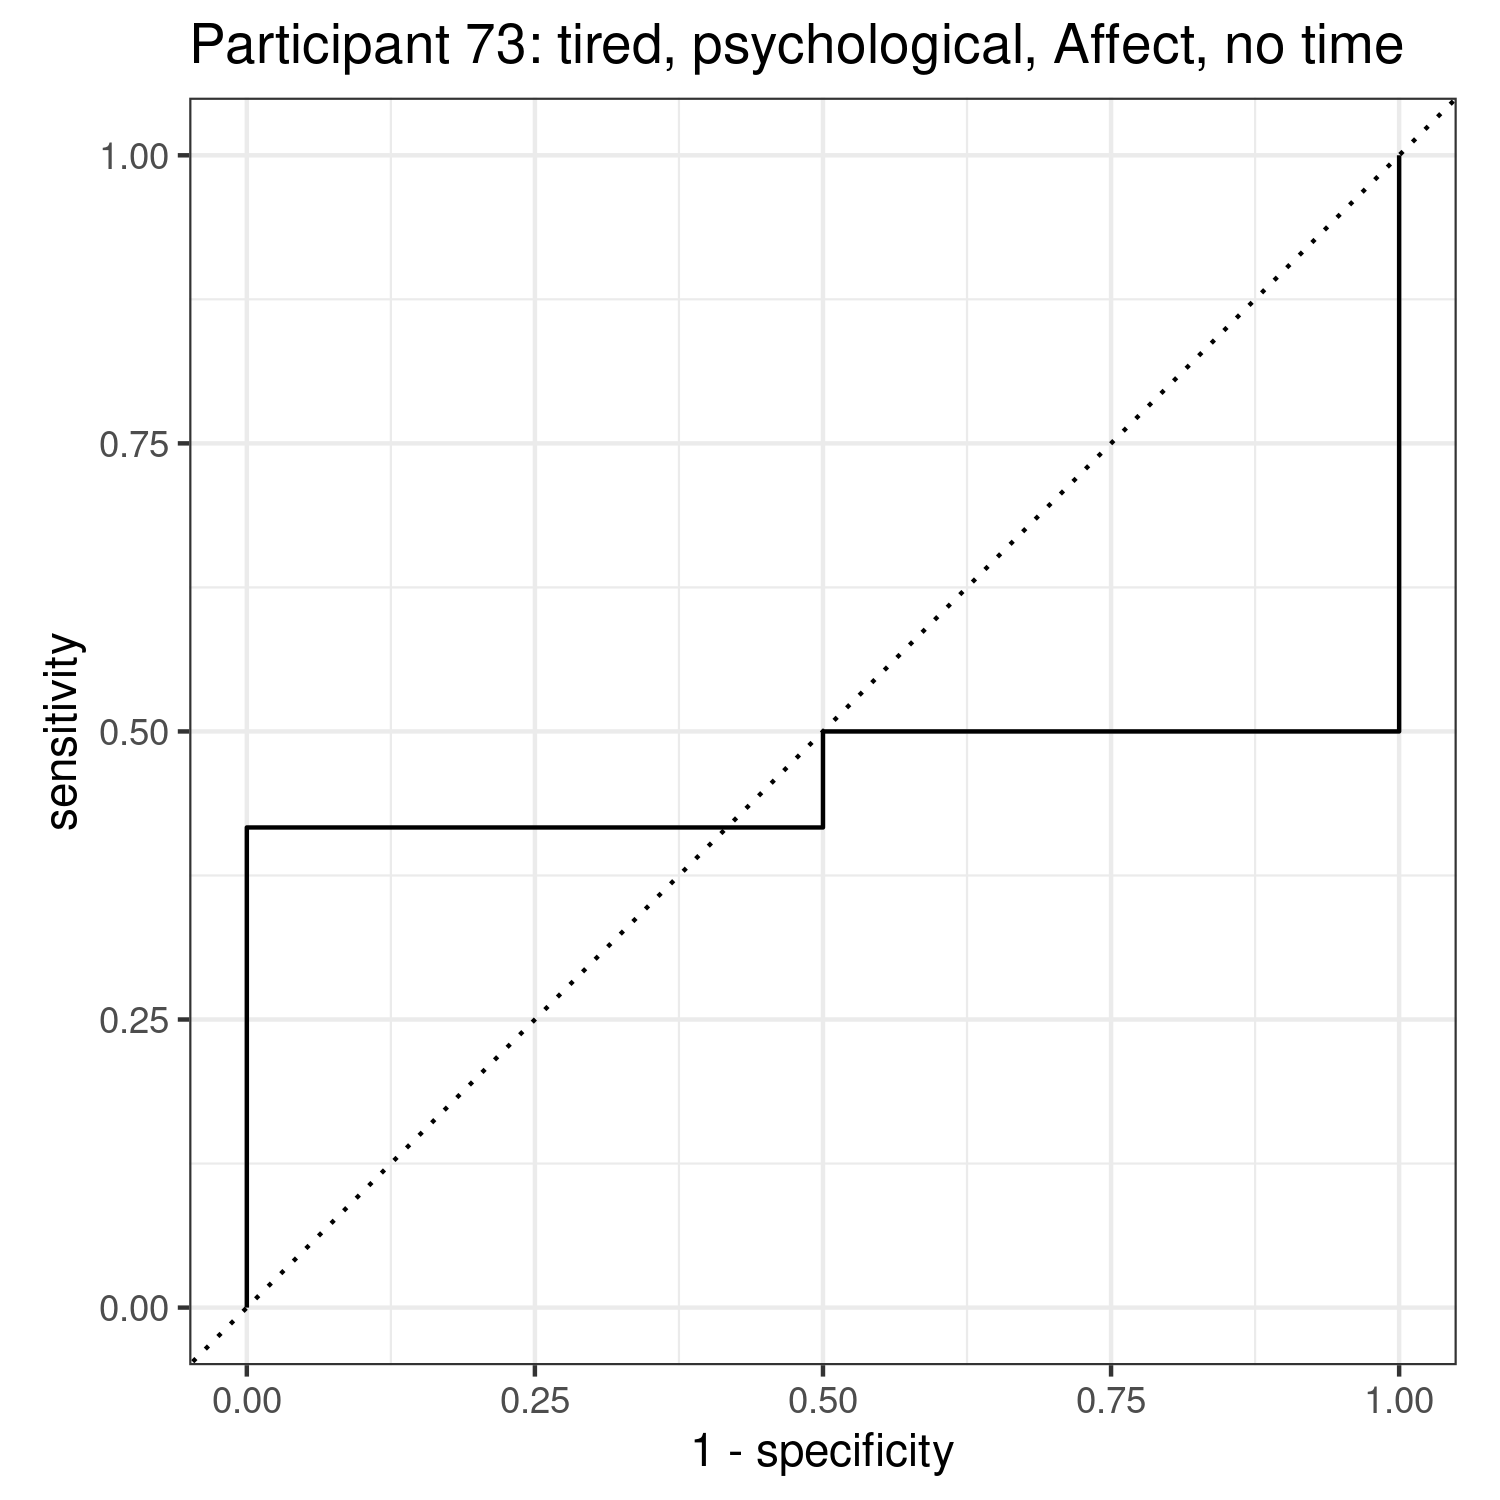 Participant 73: tired, psychological, Affect, no time
1.00
0.75
0.50
0.25
0.00
sensitivity
0.00 0.25 0.50 0.75 1.00
1 - specificity